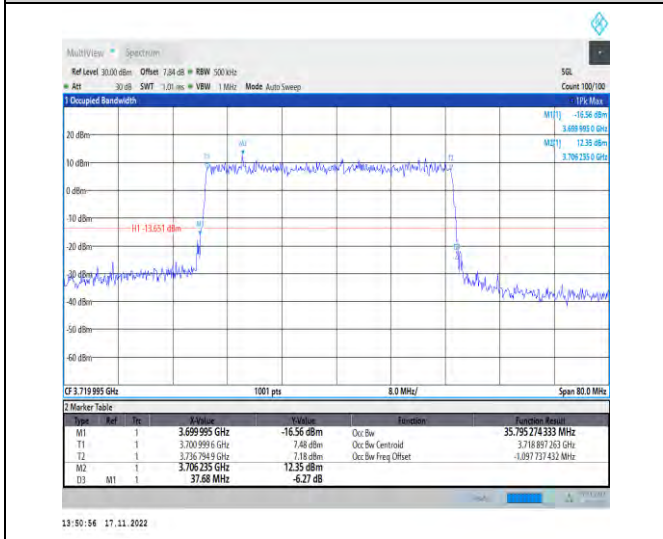 MultiView Spectrum
Ref Level 30.00 dBm Offset 7.84 dB RBW 500 kHz SGL
Att 30 dB SWT 1.01 ms VBW 1 MHz Mode Auto Sweep Count 100/100
1 Occupied Bandwidth 1Pk Max
M1[1] -16.56 dBm
3.699 995 0 GHz
M2[1] 12.35 dBm
3.706 235 0 GHz
20 dBm
M2
10 dBm
T1
T2
0 dBm
-10 dBm
H1 -13.651 dBm
M1
-30 dBm
-40 dBm
-50 dBm
-60 dBm
CF 3.719 995 GHz 1001 pts 8.0 MHz/ Span 80.0 MHz
2 Marker Table
Type Ref Trc X-Value Y-Value Function Function Result
M1 1 3.699 995 GHz -16.56 dBm Occ Bw 35.795 274 333 MHz
T1 1 3.700 999 6 GHz 7.48 dBm Occ Bw Centroid 3.718 897 263 GHz
T2 1 3.736 794 9 GHz 7.18 dBm Occ Bw Freq Offset -1.097 737 432 MHz
M2 1 3.706 235 GHz 12.35 dBm
D3 M1 1 37.68 MHz -6.27 dB
13:50:56 17.11.2022